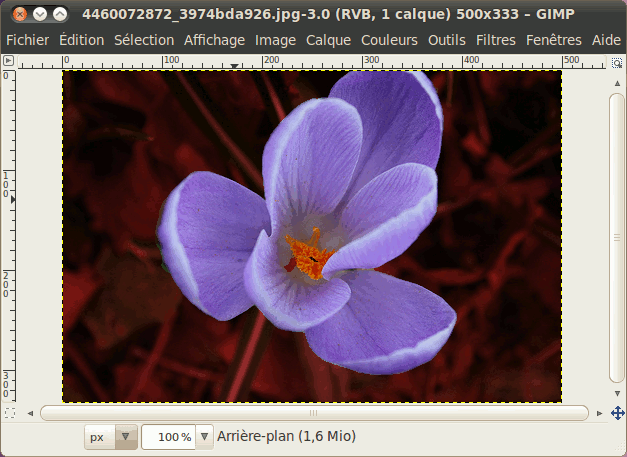 4460072872_3974bda926.jpg-3.0 (RVB, 1 calque) 500x333 – GIMP
Fichier Édition Sélection Affichage Image Calque Couleurs Outils Filtres Fenêtres Aide
0 100 200 300 400 500
0
100
200
300
px 100 % Arrière-plan (1,6 Mio)